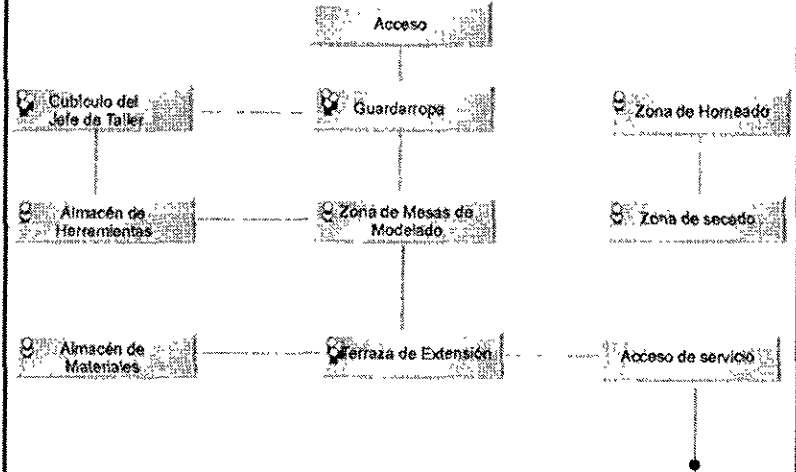 Acceso
Cubículo del
Jefe de Taller
Guardarropa
Zona de Horneado
Almacén de
Herramientas
Zona de Mesas de
Modelado
Zona de secado
Almacén de
Materiales
Terraza de Extensión
Acceso de servicio